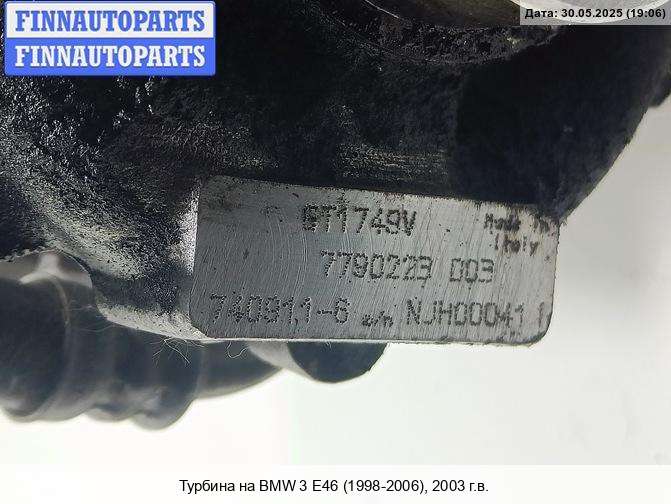 FINNAUTOPARTS
FINNAUTOPARTS
Дата: 30.05.2025 (19:06)
GT1749V
Made in
Italy
7790223 D03
740911-6 s/n NJH00041
Турбина на BMW 3 E46 (1998-2006), 2003 г.в.